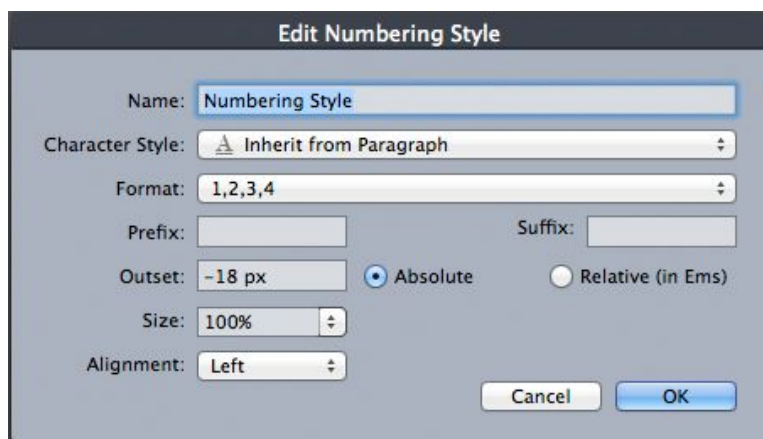 Edit Numbering Style
Name: Numbering Style
Character Style: A Inherit from Paragraph
Format: 1,2,3,4
Prefix: Suffix:
Outset: -18 px Absolute Relative (in Ems)
Size: 100%
Alignment: Left
Cancel OK